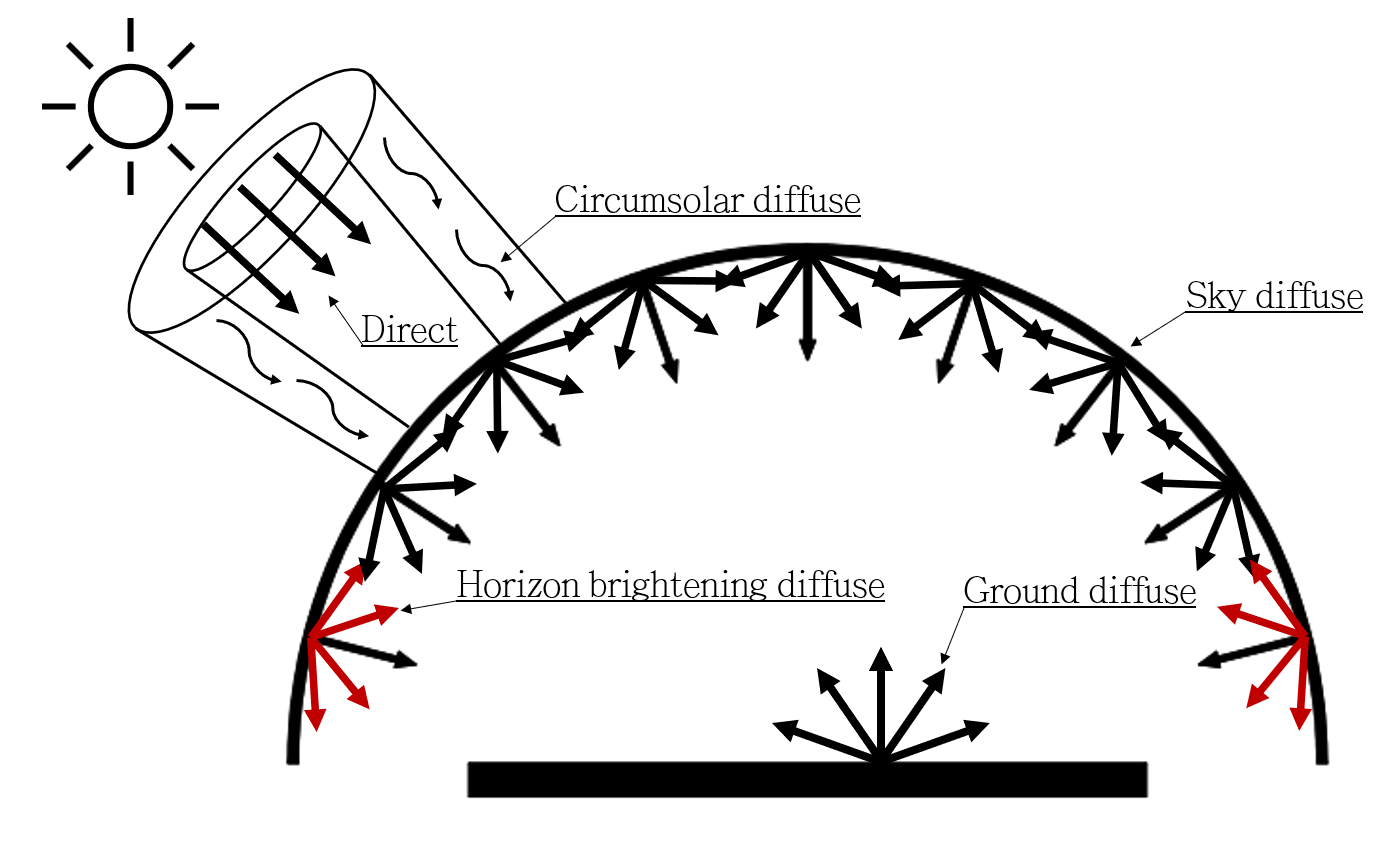 Circumsolar diffuse
Sky diffuse
Direct
Horizon brightening diffuse
Ground diffuse